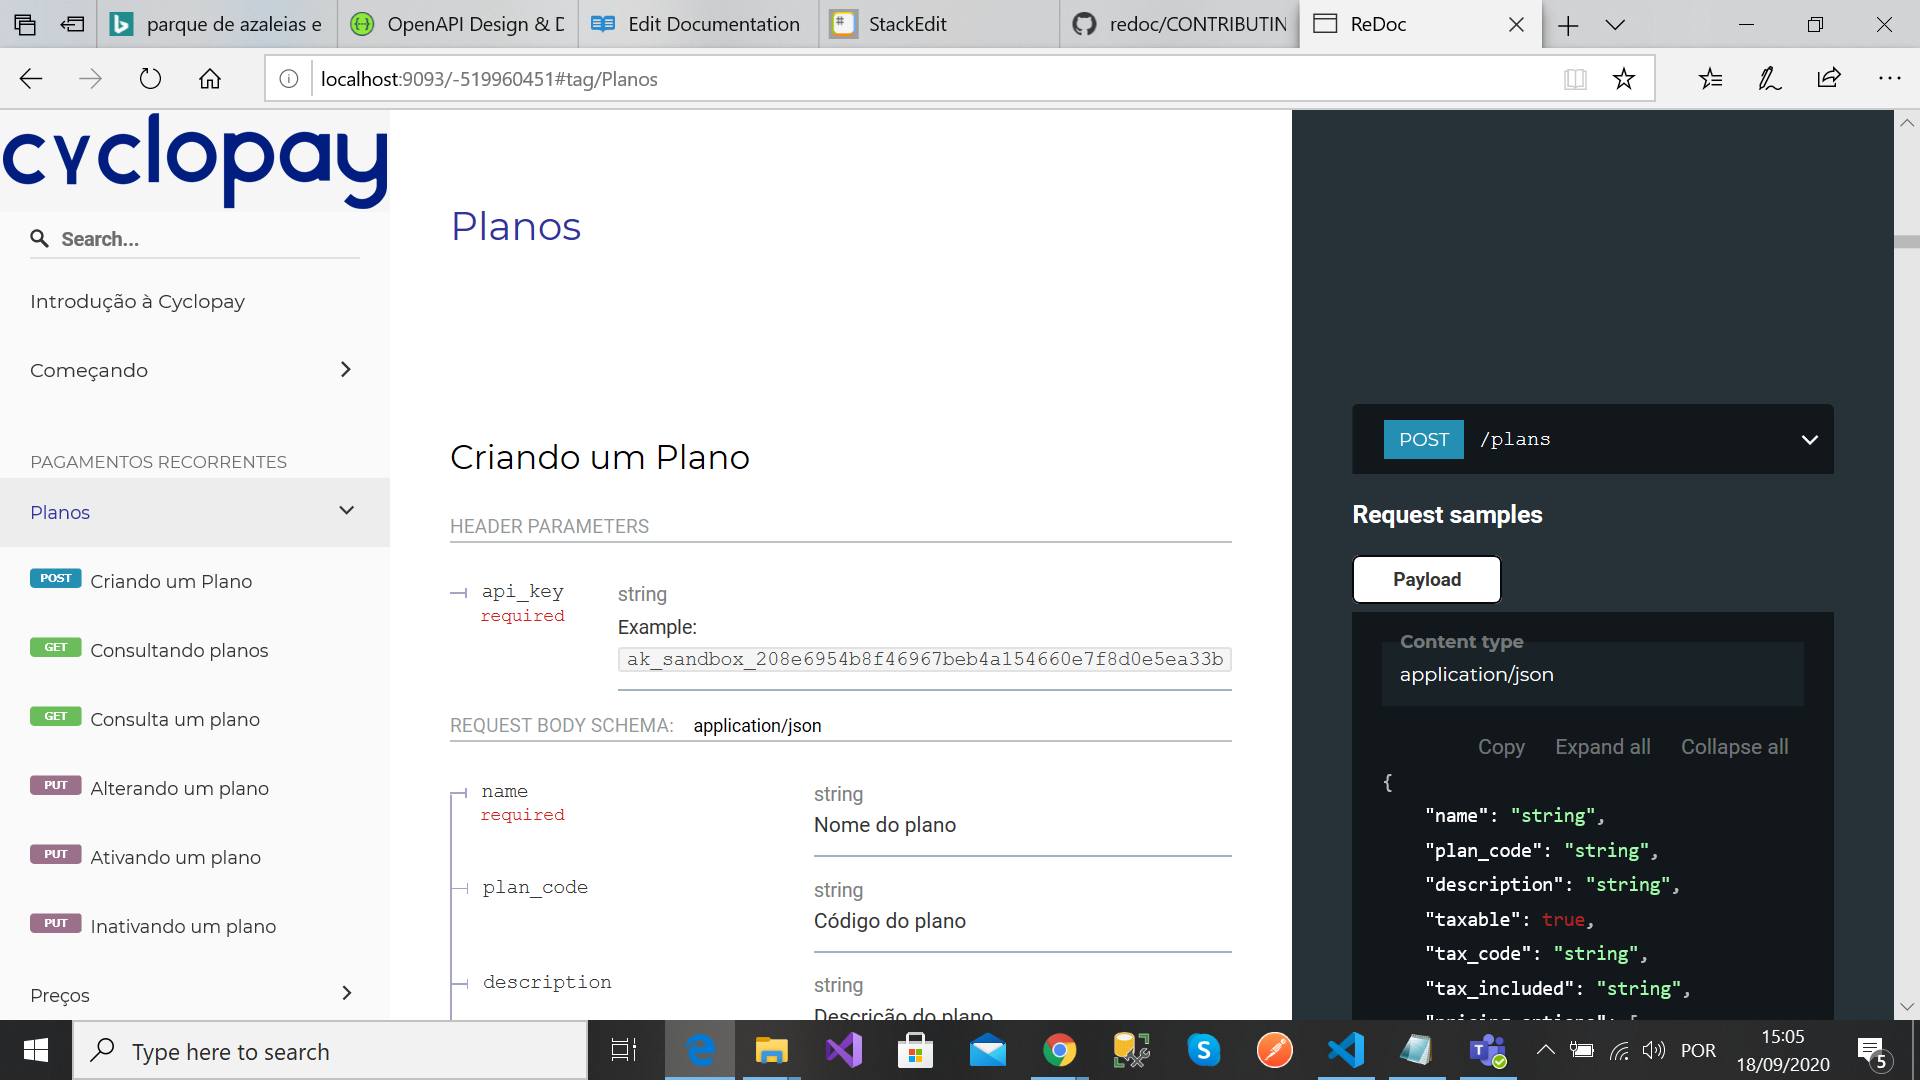 parque de azaleias e
OpenAPI Design & D
Edit Documentation
StackEdit
redoc/CONTRIBUTIN
ReDoc
localhost:9093/-519960451#tag/Planos
cyclopay
Search...
Introdução à Cyclopay
Começando
PAGAMENTOS RECORRENTES
Planos
POST Criando um Plano
GET Consultando planos
GET Consulta um plano
PUT Alterando um plano
PUT Ativando um plano
PUT Inativando um plano
Preços
Planos
Criando um Plano
HEADER PARAMETERS
api_key
required
string
Example:
ak_sandbox_208e6954b8f46967beb4a154660e7f8d0e5ea33b
REQUEST BODY SCHEMA: application/json
name
required
string
Nome do plano
plan_code
string
Código do plano
description
string
Descrição do plano
POST /plans
Request samples
Payload
Content type
application/json
Copy Expand all Collapse all
{
"name": "string",
"plan_code": "string",
"description": "string",
"taxable": true,
"tax_code": "string",
"tax_included": "string",
"pricing_options": [
Type here to search
POR
15:05
18/09/2020
5